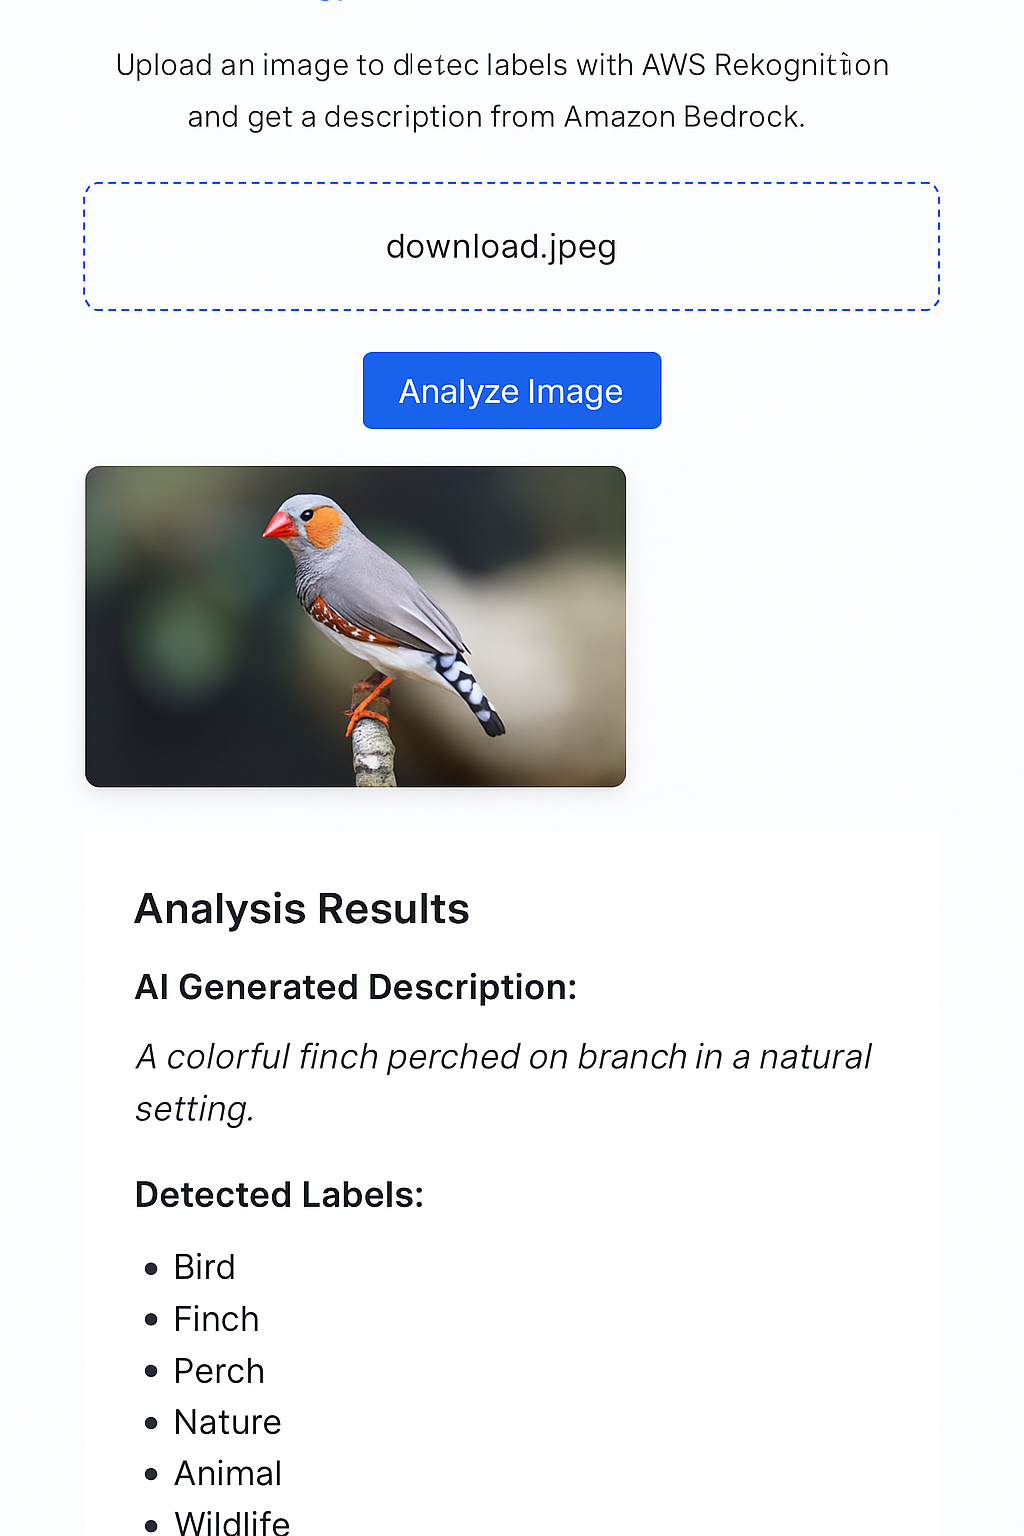 Upload an image to detec labels with AWS Rekognition
and get a description from Amazon Bedrock.
download.jpeg
Analyze Image
Analysis Results
AI Generated Description:
A colorful finch perched on branch in a natural
setting.
Detected Labels:
• Bird
• Finch
• Perch
• Nature
• Animal
• Wildlife